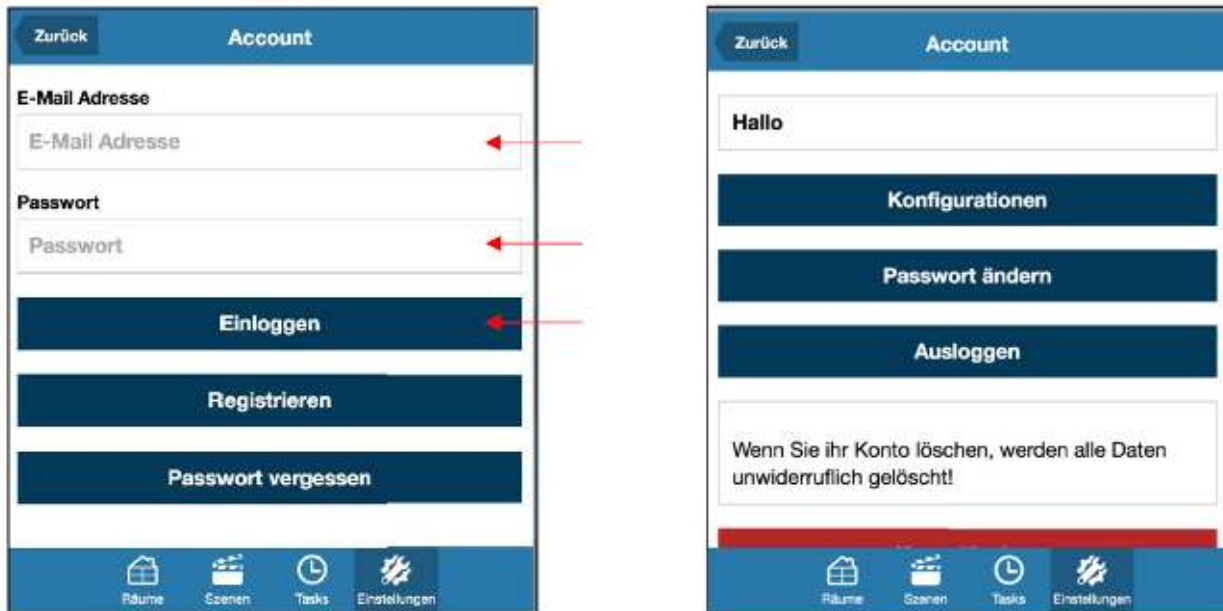 Zurück
Account
E-Mail Adresse
E-Mail Adresse
Passwort
Passwort
Einloggen
Registrieren
Passwort vergessen
Räume
Szenen
Tasks
Einstellungen
Zurück
Account
Hallo
Konfigurationen
Passwort ändern
Ausloggen
Wenn Sie ihr Konto löschen, werden alle Daten
unwiderruflich gelöscht!
Räume
Szenen
Tasks
Einstellungen